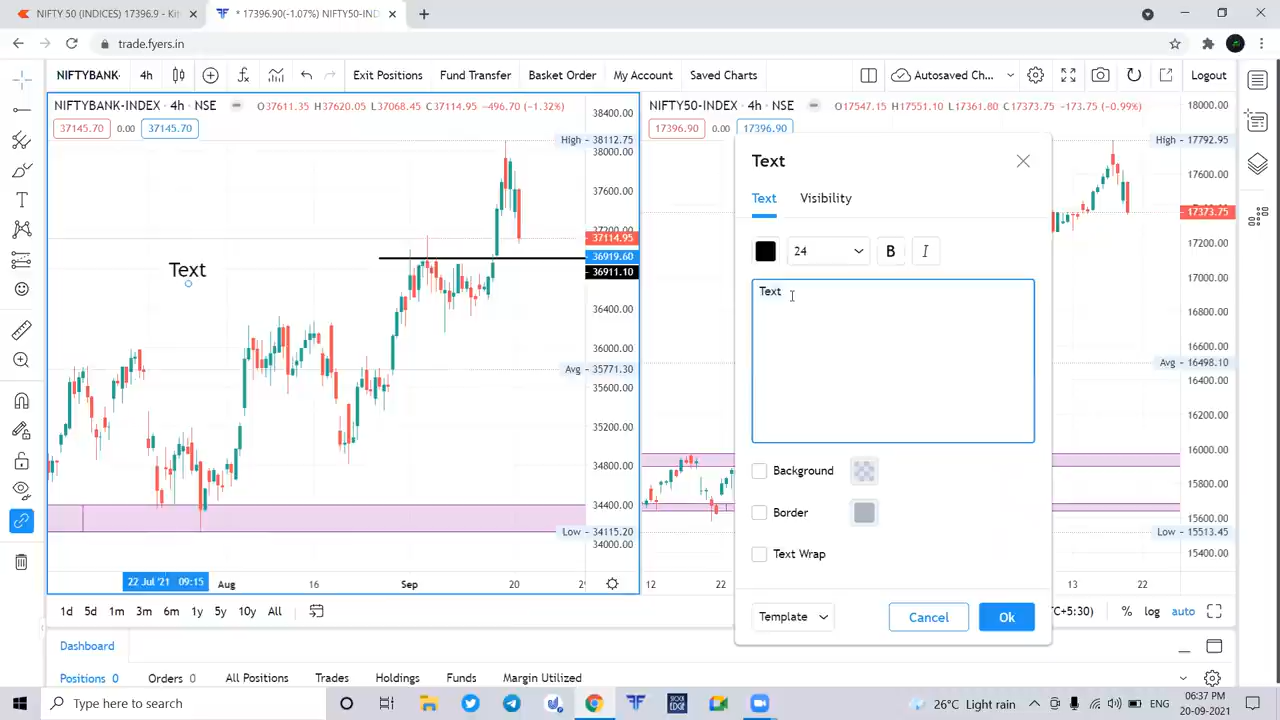 NIFTY 50 (INDICES) 17396.9 - K
* 17396.90(-1.07%) NIFTY50-IND
trade.fyers.in
NIFTYBANK-
4h
Exit Positions
Fund Transfer
Basket Order
My Account
Saved Charts
Autosaved Ch...
Logout
NIFTYBANK-INDEX • 4h • NSE
O37611.35 H37620.05 L37068.45 C37114.95 -496.70 (-1.32%)
37145.70 0.00 37145.70
NIFTY50-INDEX • 4h • NSE
O17547.15 H17551.10 L17361.80 C17373.75 -173.75 (-0.99%)
17396.90 0.00 17396.90
38400.00
High - 38112.75
38000.00
37600.00
37200.00
37114.95
36919.60
36911.10
36400.00
36000.00
Avg - 35771.30
35600.00
35200.00
34800.00
34400.00
Low - 34115.20
34000.00
Text
22 Jul '21 09:15
Aug
16
Sep
20
Text
Text
Visibility
24
B
I
Text
Background
Border
Text Wrap
Template
Cancel
Ok
18000.00
High - 17792.95
17600.00
17373.75
17200.00
17000.00
16800.00
16600.00
Avg - 16498.10
16400.00
16200.00
16000.00
15800.00
15600.00
Low - 15513.45
15400.00
12
22
13
22
1d 5d 1m 3m 6m 1y 5y 10y All
TC+5:30)
% log auto
Dashboard
Positions 0
Orders 0
All Positions
Trades
Holdings
Funds
Margin Utilized
Type here to search
STOCK
EDGE
26°C Light rain
ENG
06:37 PM
20-09-2021